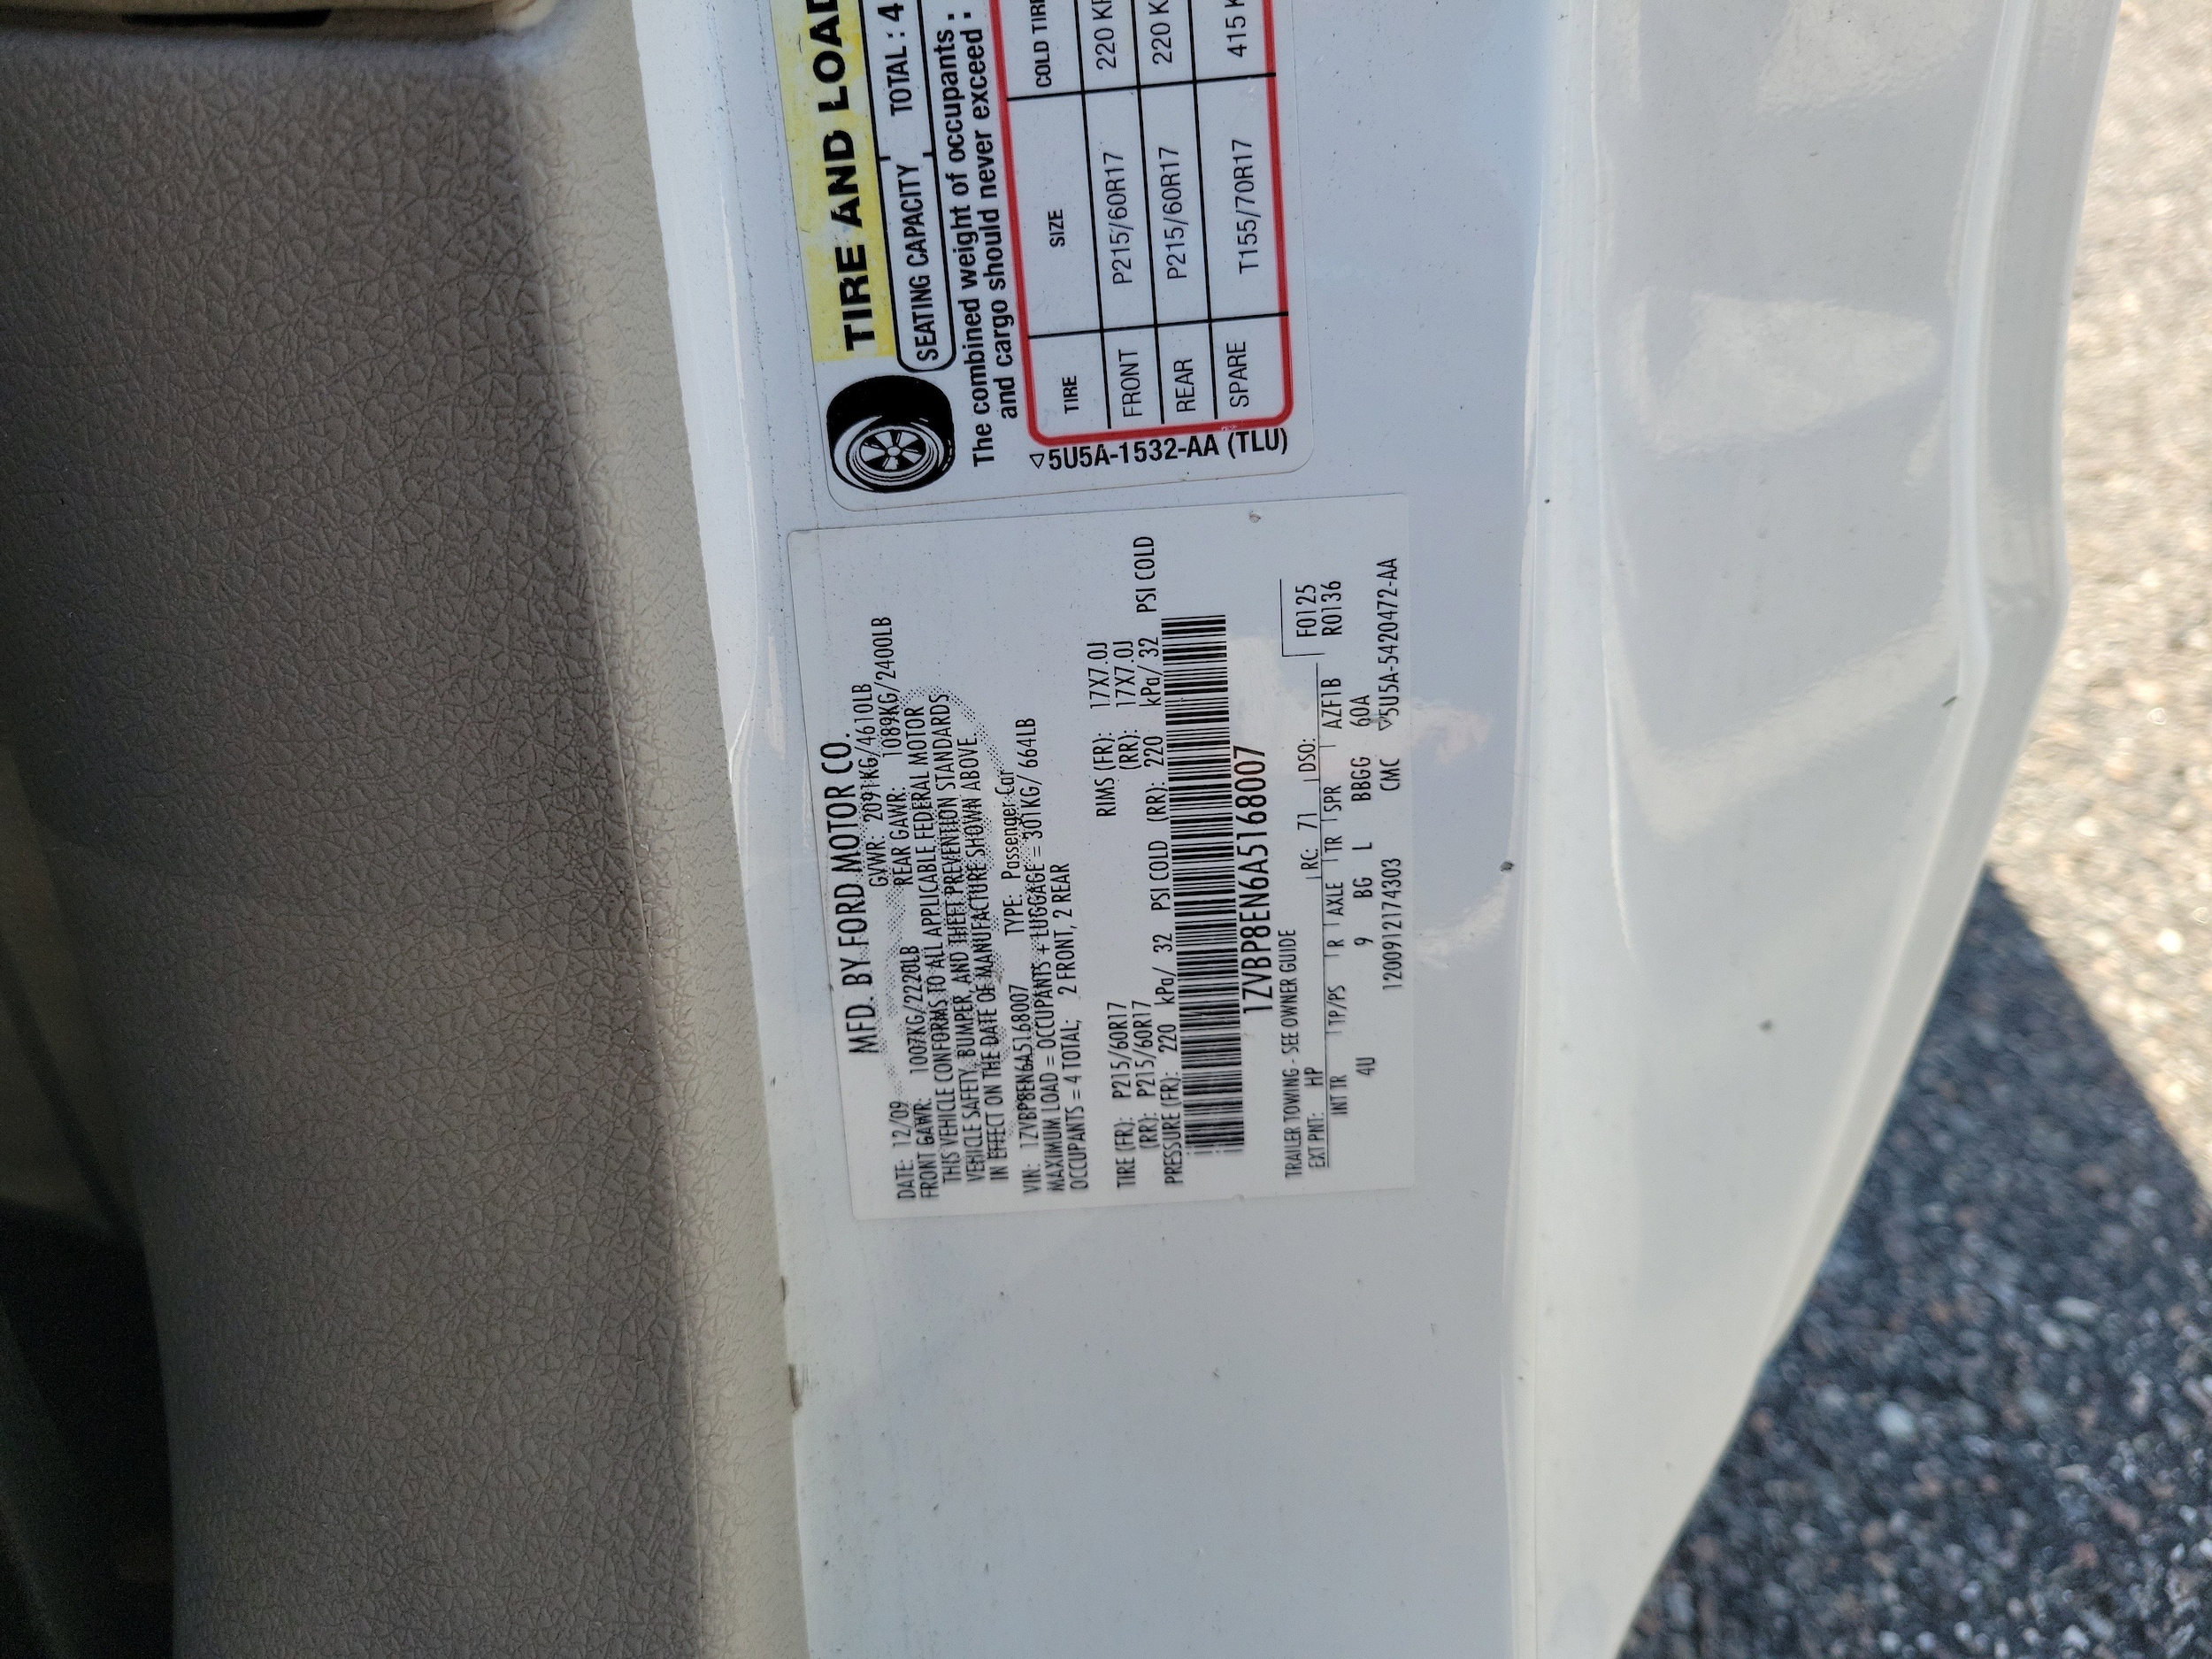 TIRE AND LOAD
SEATING CAPACITY TOTAL : 4
The combined weight of occupants
and cargo should never exceed :
TIRE SIZE COLD TIRE
FRONT P215/60R17 220 KP
REAR P215/60R17 220 K
SPARE T155/70R17 415 K
▽5U5A-1532-AA (TLU)
MFD. BY FORD MOTOR CO.
DATE: 12/09 GVWR: 2091KG/4610LB
FRONT GAWR: 1007KG/2220LB REAR GAWR: 1089KG/2400LB
THIS VEHICLE CONFORMS TO ALL APPLICABLE FEDERAL MOTOR
VEHICLE SAFETY, BUMPER, AND THEFT PREVENTION STANDARDS
IN EFFECT ON THE DATE OF MANUFACTURE SHOWN ABOVE.
VIN: 1ZVBP8EN6A5168007 TYPE: Passenger Car
MAXIMUM LOAD = OCCUPANTS + LUGGAGE = 301KG/ 664LB
OCCUPANTS = 4 TOTAL; 2 FRONT, 2 REAR
TIRE (FR): P215/60R17 RIMS (FR): 17X7.0J
(RR): P215/60R17 (RR): 17X7.0J
PRESSURE (FR): 220 kPa/ 32 PSI COLD (RR): 220 kPa/ 32 PSI COLD
1ZVBP8EN6A5168007
TRAILER TOWING - SEE OWNER GUIDE
EXT PNT: HP RC: 71 DSO: F0125
INT TR TP/PS R AXLE TR SPR AZF1B R0136
4U 9 BG L BBGG 60A
1200912174303 CMC ▽5U5A-5420472-AA